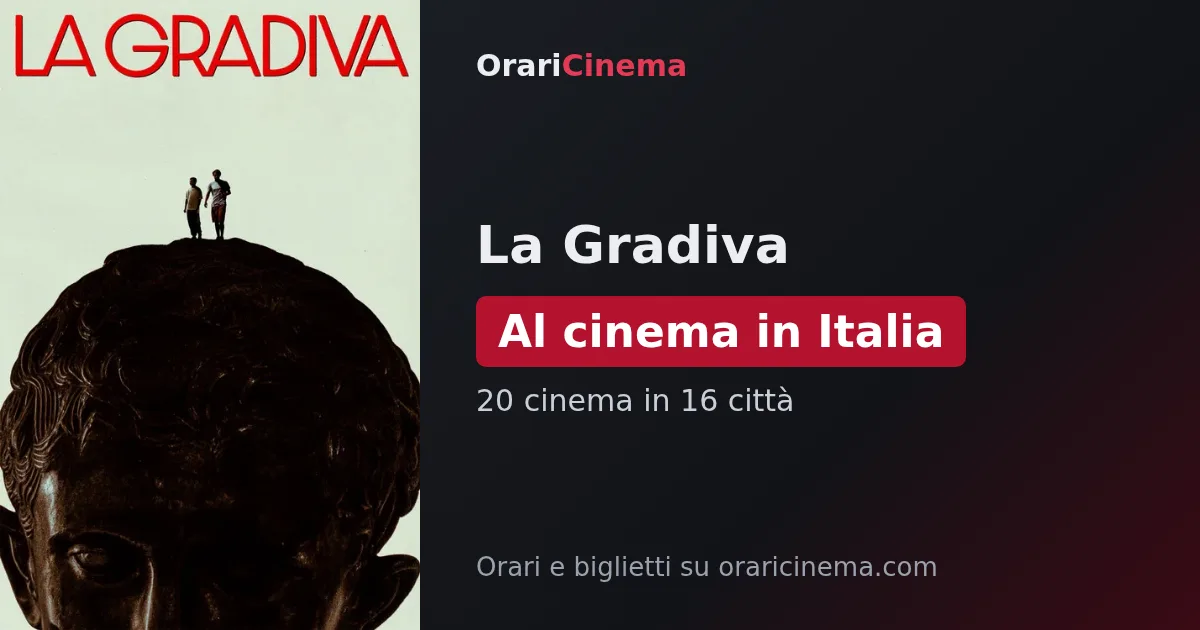 LA GRADIVA
OrariCinema
La Gradiva
Al cinema in Italia
20 cinema in 16 città
Orari e biglietti su oraricinema.com